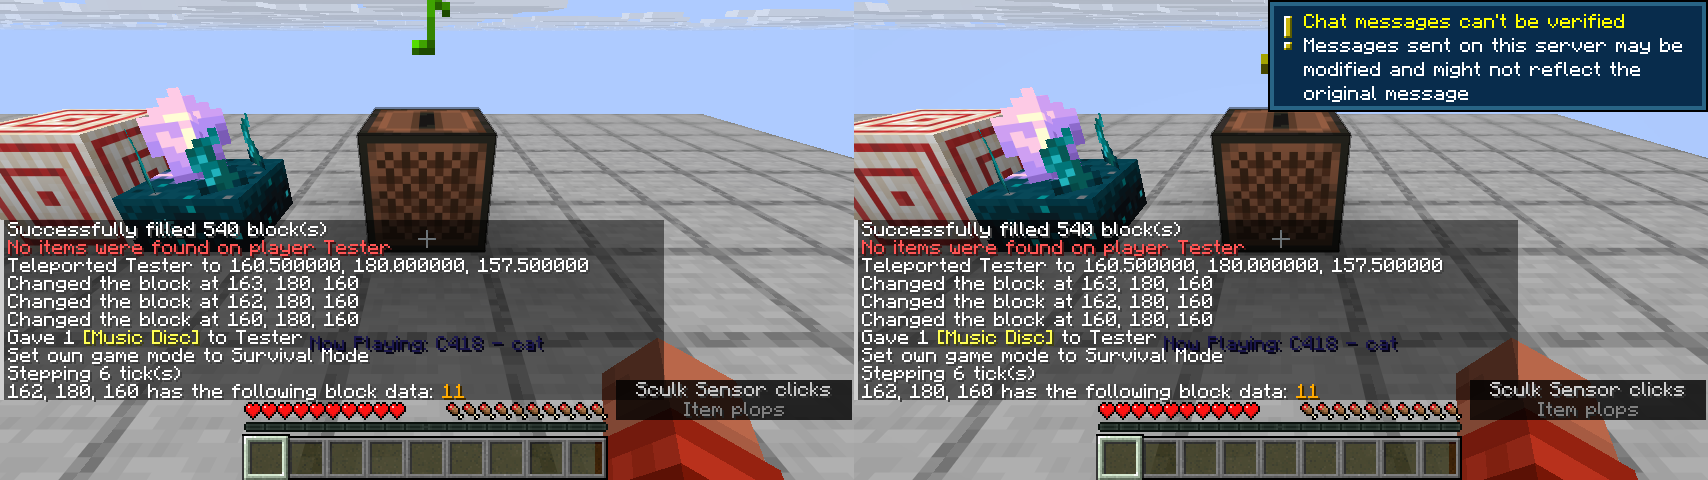 Successfully filled 540 block(s)
No items were found on player Tester
Teleported Tester to 160.500000, 180.000000, 157.500000
Changed the block at 163, 180, 160
Changed the block at 162, 180, 160
Changed the block at 160, 180, 160
Gave 1 [Music Disc] to Tester
Now Playing: C418 - cat
Set own game mode to Survival Mode
Stepping 6 tick(s)
162, 180, 160 has the following block data: 11
Sculk Sensor clicks
Item plops
Chat messages can't be verified
Messages sent on this server may be
modified and might not reflect the
original message
Successfully filled 540 block(s)
No items were found on player Tester
Teleported Tester to 160.500000, 180.000000, 157.500000
Changed the block at 163, 180, 160
Changed the block at 162, 180, 160
Changed the block at 160, 180, 160
Gave 1 [Music Disc] to Tester
Now Playing: C418 - cat
Set own game mode to Survival Mode
Stepping 6 tick(s)
162, 180, 160 has the following block data: 11
Sculk Sensor clicks
Item plops